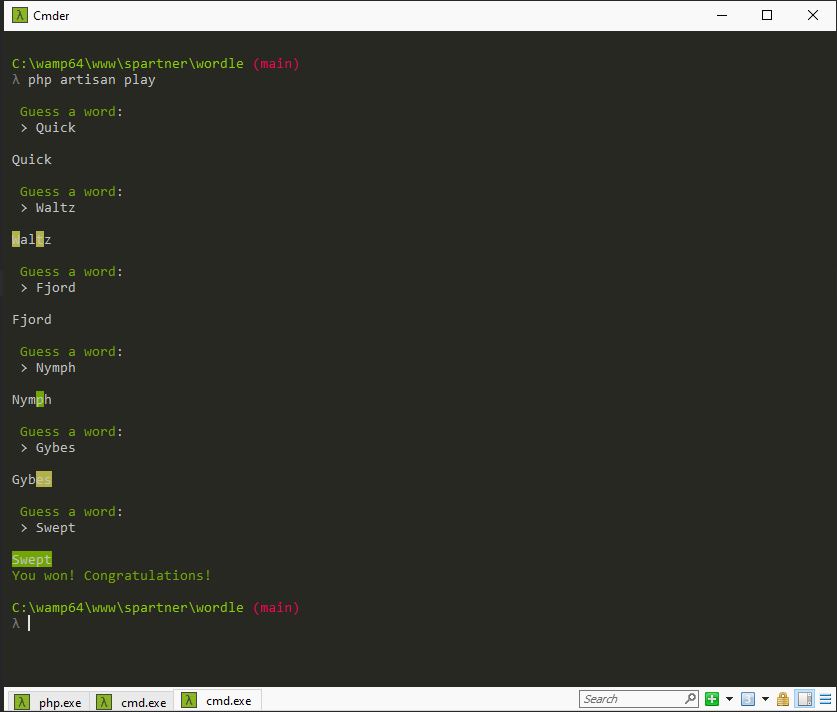 Cmder
C:\wamp64\www\spartner\wordle (main)
λ php artisan play
Guess a word:
> Quick
Quick
Guess a word:
> Waltz
Waltz
Guess a word:
> Fjord
Fjord
Guess a word:
> Nymph
Nymph
Guess a word:
> Gybes
Gybes
Guess a word:
> Swept
Swept
You won! Congratulations!
C:\wamp64\www\spartner\wordle (main)
λ
php.exe cmd.exe cmd.exe Search